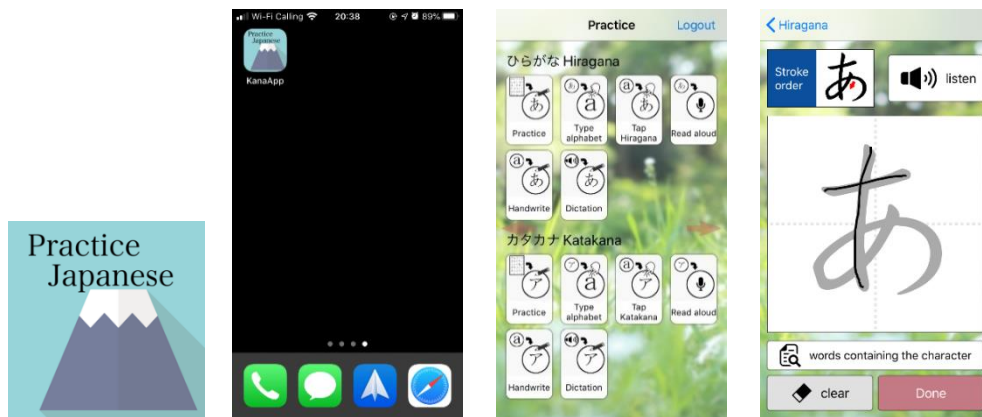 Practice
Japanese
Wi-Fi Calling 20:38 89%
Practice
Japanese
KanaApp
Practice Logout
ひらがな Hiragana
あ あ a a あ あ
Practice Type alphabet Tap Hiragana Read aloud
a あ あ
Handwrite Dictation
カタカナ Katakana
ア ア a a ア ア
Practice Type alphabet Tap Katakana Read aloud
a ア ア
Handwrite Dictation
Hiragana
Stroke order あ listen
あ
words containing the character
clear Done